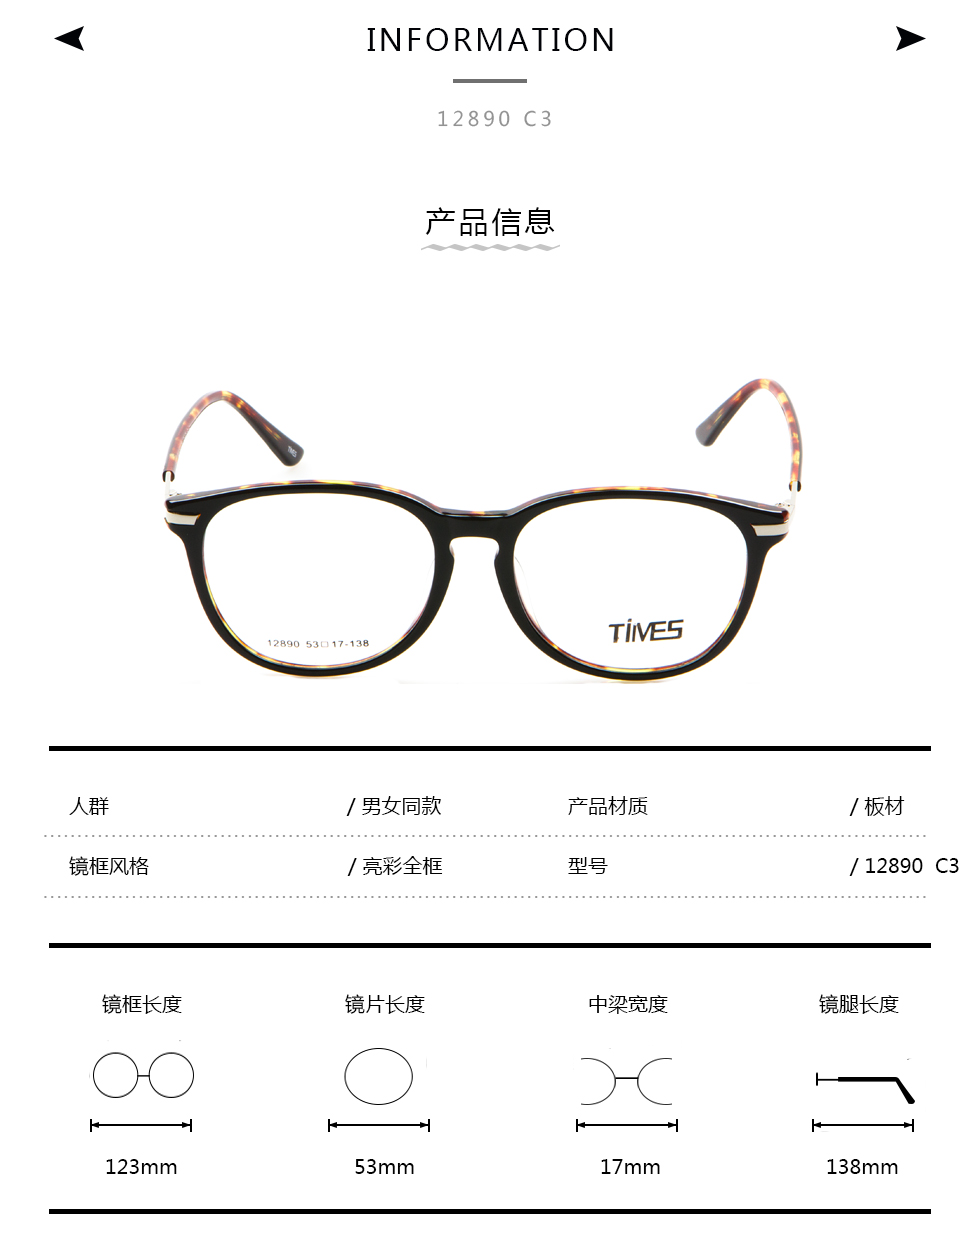 INFORMATION
12890 C3
产品信息
TIMES
12890 53□17-138
TIMES
人群 / 男女同款 产品材质 / 板材
镜框风格 / 亮彩全框 型号 / 12890 C3
镜框长度 镜片长度 中梁宽度 镜腿长度
123mm 53mm 17mm 138mm